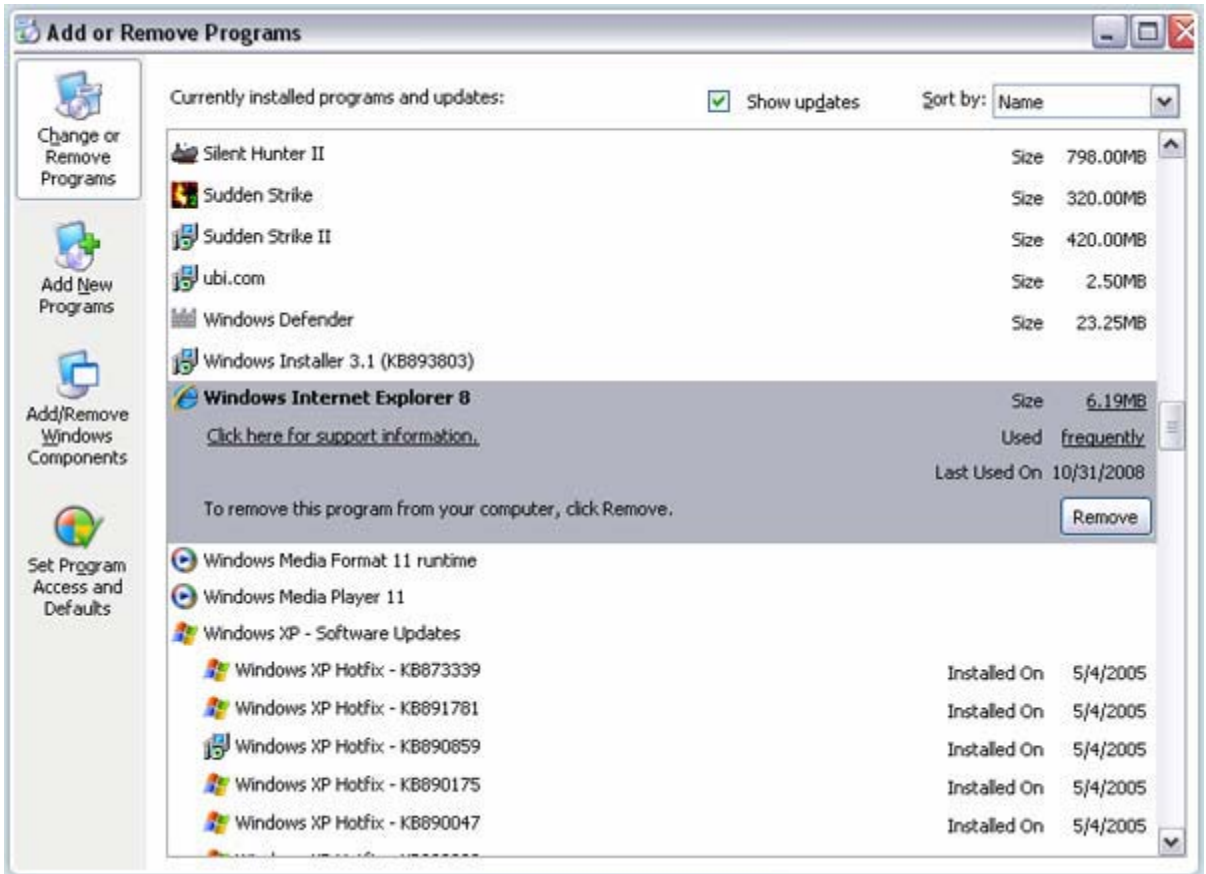 Add or Remove Programs
Change or
Remove
Programs
Add New
Programs
Add/Remove
Windows
Components
Set Program
Access and
Defaults
Currently installed programs and updates:
Show updates
Sort by: Name
Silent Hunter II Size 798.00MB
Sudden Strike Size 320.00MB
Sudden Strike II Size 420.00MB
ubi.com Size 2.50MB
Windows Defender Size 23.25MB
Windows Installer 3.1 (KB893803)
Windows Internet Explorer 8 Size 6.19MB
Click here for support information. Used frequently
Last Used On 10/31/2008
To remove this program from your computer, click Remove. Remove
Windows Media Format 11 runtime
Windows Media Player 11
Windows XP - Software Updates
Windows XP Hotfix - KB873339 Installed On 5/4/2005
Windows XP Hotfix - KB891781 Installed On 5/4/2005
Windows XP Hotfix - KB890859 Installed On 5/4/2005
Windows XP Hotfix - KB890175 Installed On 5/4/2005
Windows XP Hotfix - KB890047 Installed On 5/4/2005